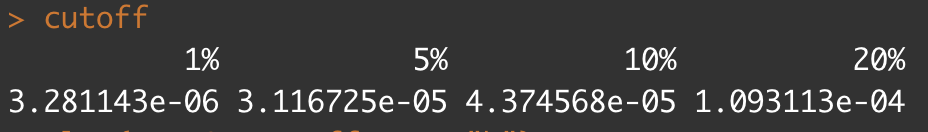 > cutoff
1% 5% 10% 20%
3.281143e-06 3.116725e-05 4.374568e-05 1.093113e-04